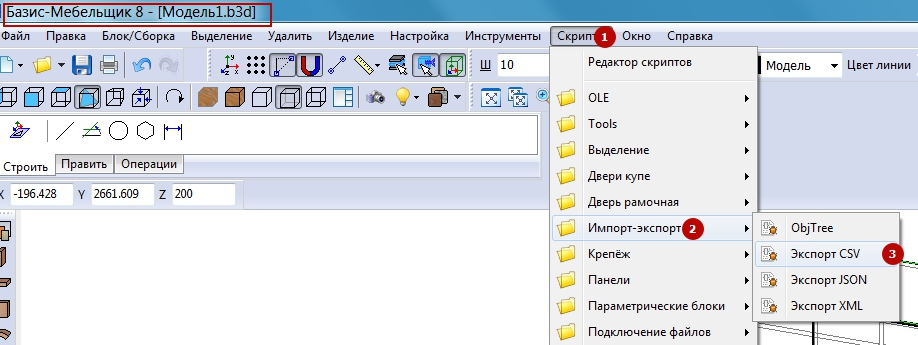 Базис-Мебельщик 8 - [Модель1.b3d]
Файл Правка Блок/Сборка Выделение Удалить Изделие Настройка Инструменты Скрипт 1 Окно Справка
Ш 10
Модель Цвет линии
Редактор скриптов
OLE
Tools
Выделение
Двери купе
Дверь рамочная
Импорт-экспорт 2
Крепёж
Панели
Параметрические блоки
Подключение файлов
ObjTree
Экспорт CSV 3
Экспорт JSON
Экспорт XML
Строить Править Операции
X -196.428 Y 2661.609 Z 200